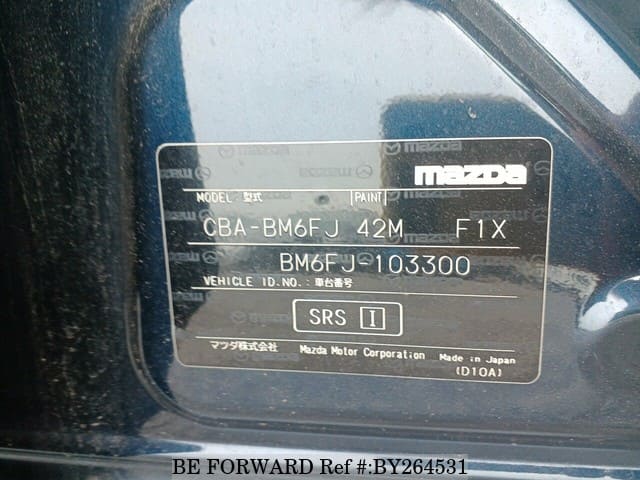 mazda
MODEL: 型式 PAINT
CBA-BM6FJ 42M F1X
BM6FJ-103300
VEHICLE ID.NO.: 車台番号
SRS I
マツダ株式会社 Mazda Motor Corporation Made in Japan
(D10A)
BE FORWARD Ref #:BY264531